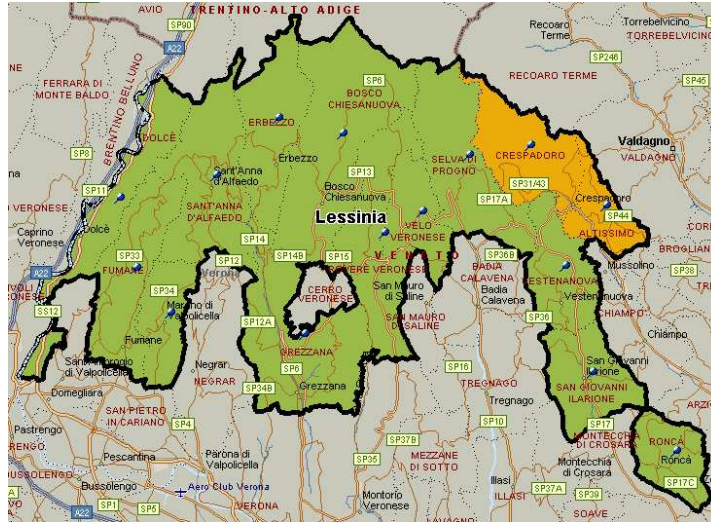 TRENTINO-ALTO ADIGE
AVIO
SP90
A22
Recoaro
Terme
Torrebelvicino
TORREBELVICINO
SP246
SP45
FERRARA DI
MONTE BALDO
BRENTINO BELLUNO
SP6
BOSCO
CHIESANUOVA
RECOARO TERME
DOLCÈ
ERBEZZO
Valdagno
VALDAGNO
SP8
Erbezzo
SELVA DI
PROGNO
CRESPADORO
Sant'Anna
d'Alfaedo
SP13
SP11
Bosco
Chiesanuova
SP31/43
SP17A
Crespadoro
SANT'ANNA
D'ALFAEDO
Lessinia
SP44
Caprino
Veronese
Dolcè
VELO
VERONESE
ALTISSIMO
BROGLIAN
SP14
SP14B
SP15
VENETO
SP36B
SP33
SP12
ROVERE VERONESE
BADIA
CALAVENA
Mussolino
A22
FUMANE
Verona
SP38
CERRO
VERONESE
San Mauro
di Saline
Badia
Calavena
VESTENANOVA
Vestenanuova
SP34
Marano di
Valpolicella
SS12
SP12A
SAN MAURO
DI SALINE
SP36
CHIAMPO
Chiampo
Fumane
GREZZANA
Sant'Ambrogio
di Valpolicella
Negrar
NEGRAR
SP6
SP16
San Giovanni
Ilarione
Domegliara
SP34B
Grezzana
TREGNAGO
Tregnago
SAN GIOVANNI
ILARIONE
SAN PIETRO
IN CARIANO
SP4
SP10
SP17
Pastrengo
SP37B
MONTECCHIA
DI CROSARA
RONCÀ
Roncà
Pescantina
Parona di
Valpolicella
SP35
MEZZANE
DI SOTTO
Montecchia
di Crosara
Bussolengo
Aero Club Verona
Illasi
ILLASI
SP37A
SP39
SP17C
SP1
SP5
VERONA
Montorio
Veronese
LAVAGNO
SOAVE